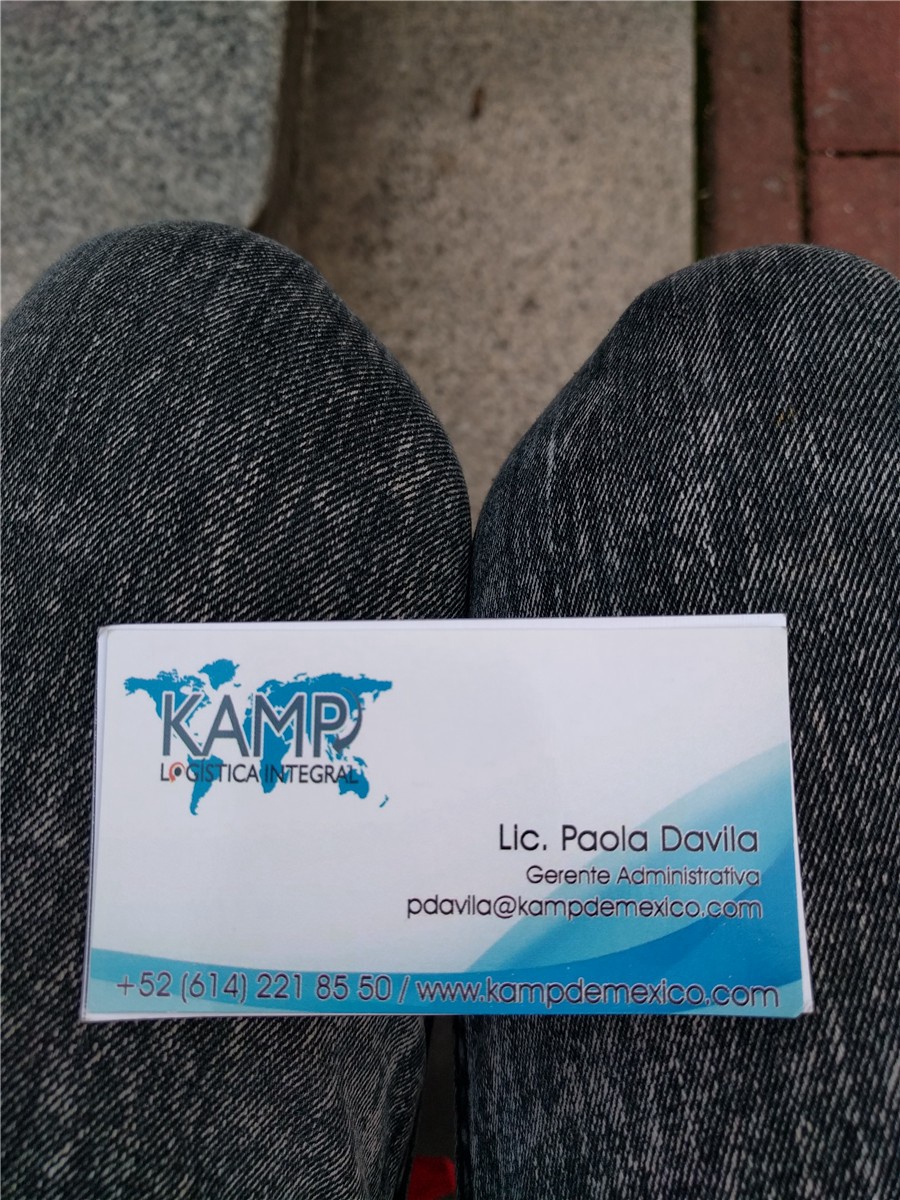 KAMP
LOGÍSTICA INTEGRAL
Lic. Paola Davila
Gerente Administrativa
pdavila@kampdemexico.com
+52 (614) 221 85 50 / www.kampdemexico.com